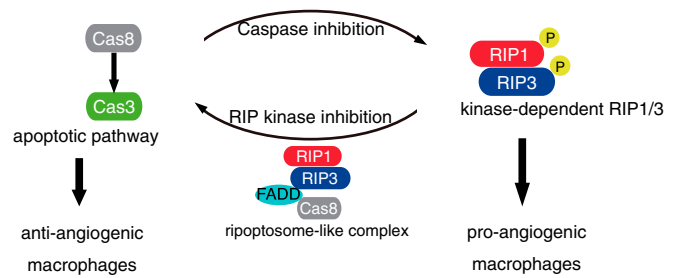 Cas8
Cas3
apoptotic pathway
anti-angiogenic
macrophages
Caspase inhibition
RIP kinase inhibition
RIP1
RIP3
FADD
Cas8
ripoptosome-like complex
P
RIP1
P
RIP3
kinase-dependent RIP1/3
pro-angiogenic
macrophages